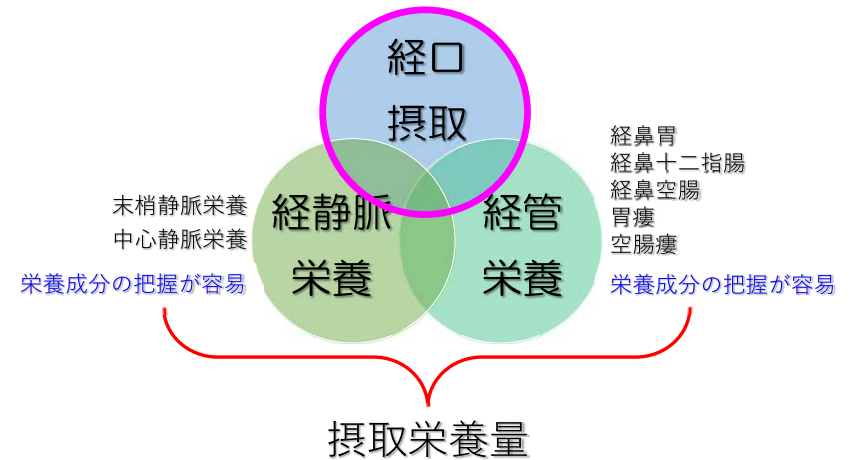 経口
摂取
経静脈
栄養
経管
栄養
末梢静脈栄養
中心静脈栄養
栄養成分の把握が容易
経鼻胃
経鼻十二指腸
経鼻空腸
胃瘻
空腸瘻
栄養成分の把握が容易
摂取栄養量